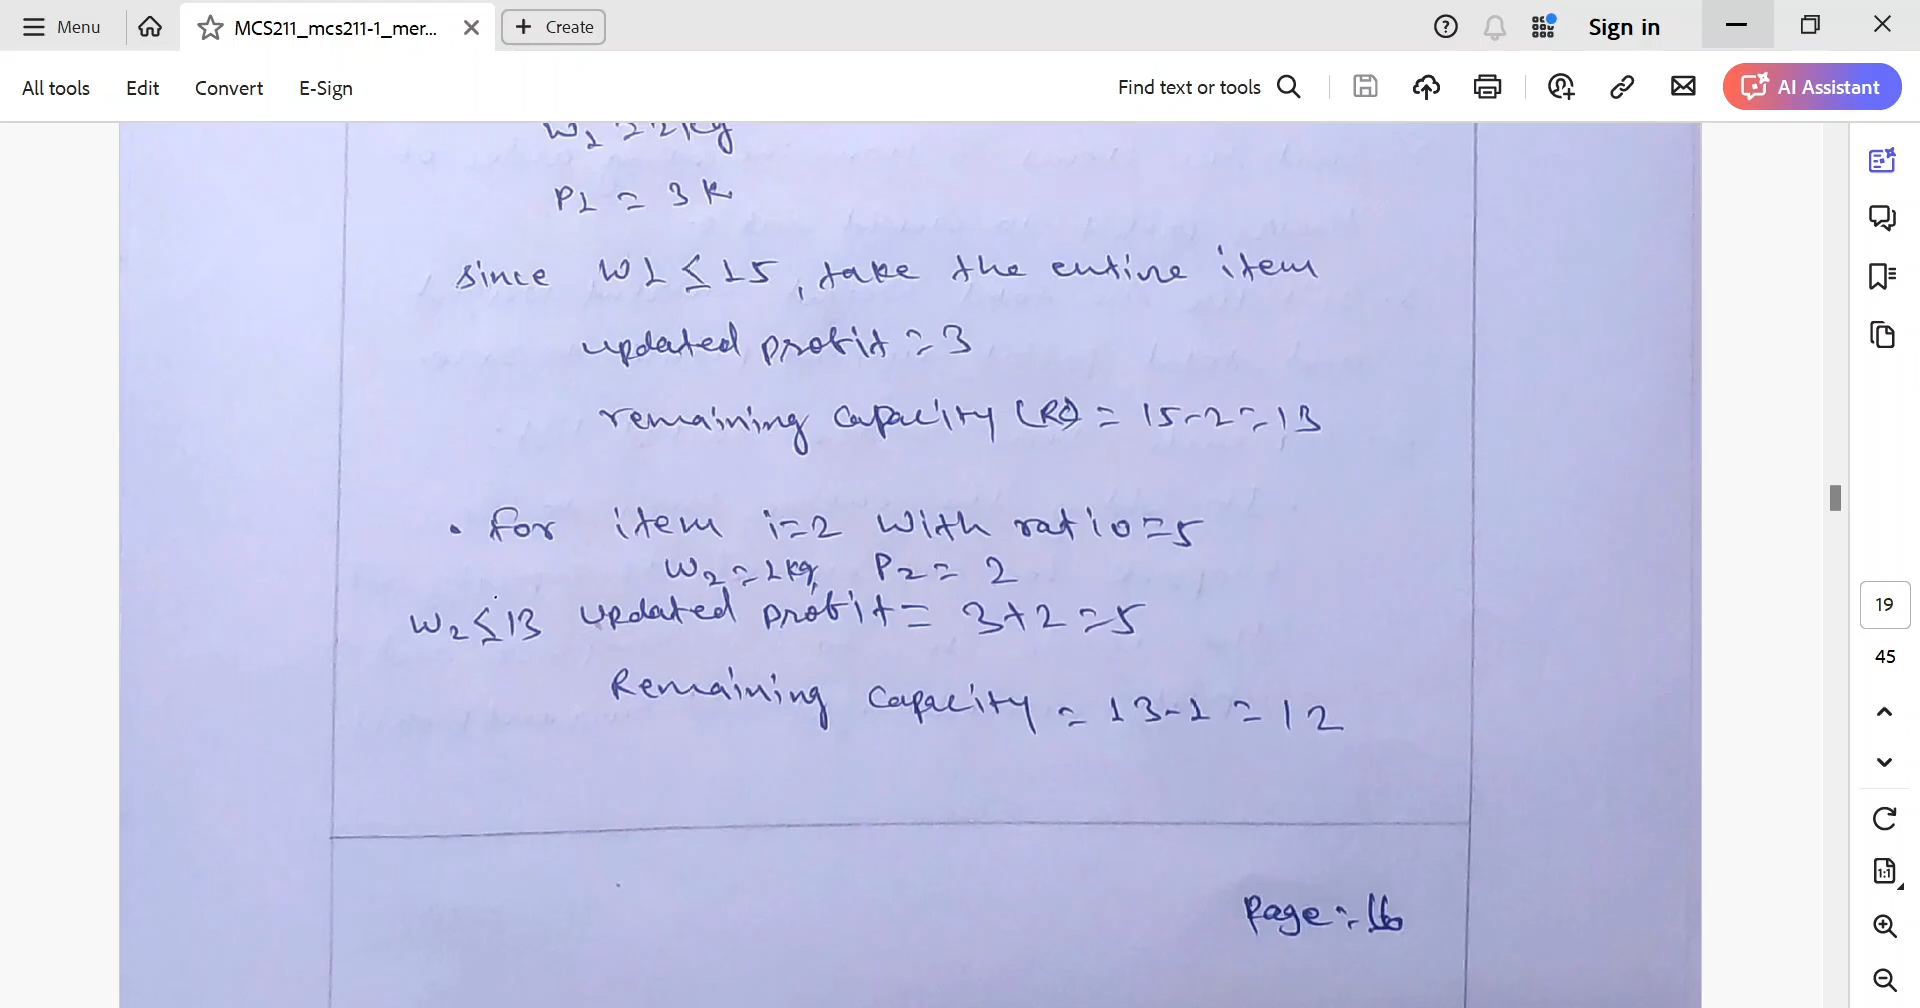 Menu
MCS211_mcs211-1_mer...
Create
Sign in
All tools
Edit
Convert
E-Sign
Find text or tools
AI Assistant
P1 = 3 K
since W1 ≤ 15, take the entire item
updated profit = 3
remaining capacity (RC) = 15-2 = 13
• for item i=2 with ratio=5
W2 = 1kg, P2 = 2
W2 ≤ 13 updated profit = 3+2 = 5
Remaining capacity = 13-1 = 12
Page :- 16
19
45
1:1